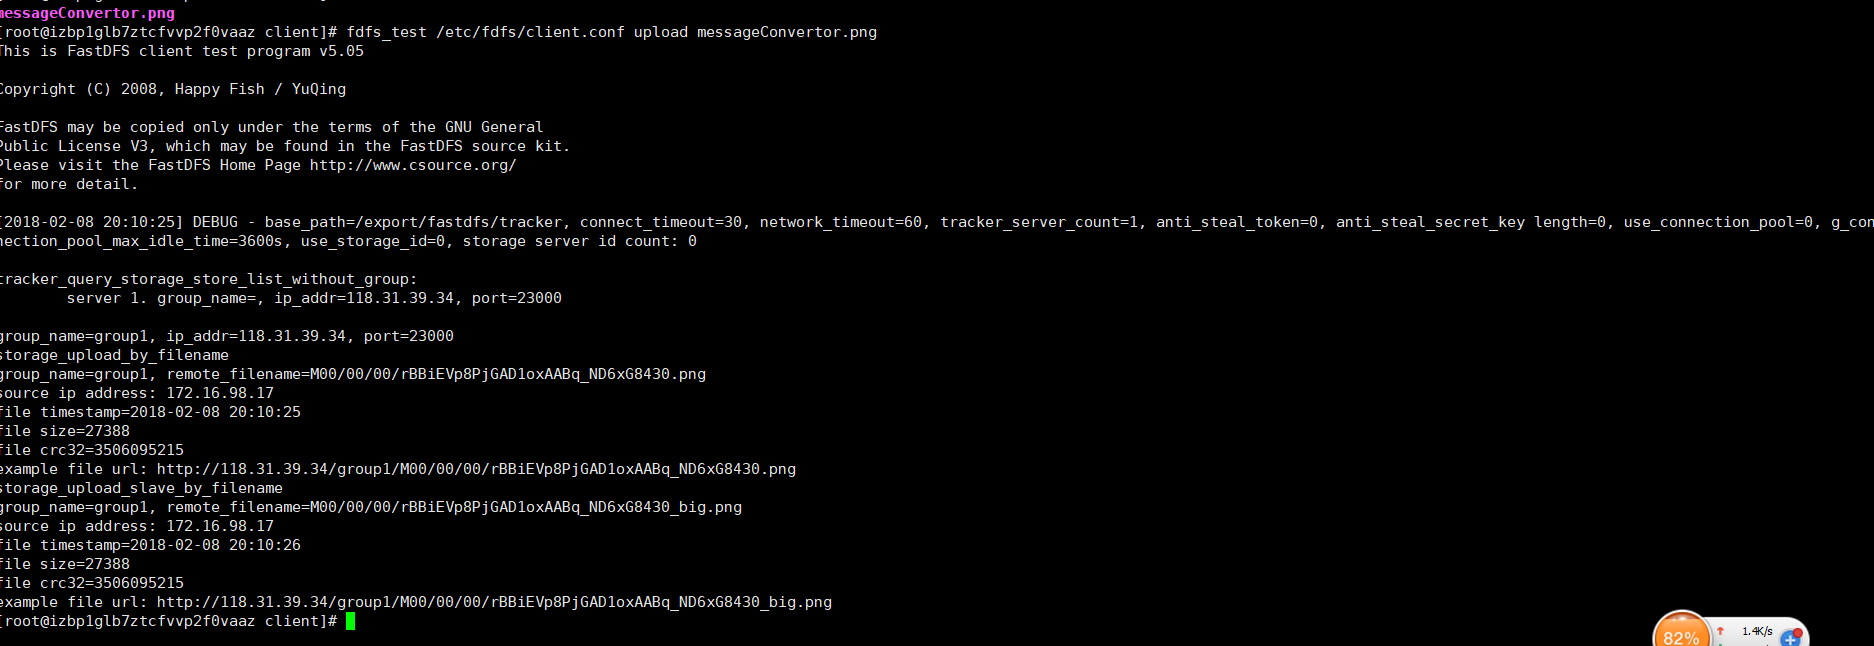 messageConvertor.png
[root@izbp1glb7ztcfvvp2f0vaaz client]# fdfs_test /etc/fdfs/client.conf upload messageConvertor.png
This is FastDFS client test program v5.05
Copyright (C) 2008, Happy Fish / YuQing
FastDFS may be copied only under the terms of the GNU General
Public License V3, which may be found in the FastDFS source kit.
Please visit the FastDFS Home Page http://www.csource.org/
for more detail.
[2018-02-08 20:10:25] DEBUG - base_path=/export/fastdfs/tracker, connect_timeout=30, network_timeout=60, tracker_server_count=1, anti_steal_token=0, anti_steal_secret_key length=0, use_connection_pool=0, g_con
nection_pool_max_idle_time=3600s, use_storage_id=0, storage server id count: 0
tracker_query_storage_store_list_without_group:
server 1. group_name=, ip_addr=118.31.39.34, port=23000
group_name=group1, ip_addr=118.31.39.34, port=23000
storage_upload_by_filename
group_name=group1, remote_filename=M00/00/00/rBBiEVp8PjGAD1oxAABq_ND6xG8430.png
source ip address: 172.16.98.17
file timestamp=2018-02-08 20:10:25
file size=27388
file crc32=3506095215
example file url: http://118.31.39.34/group1/M00/00/00/rBBiEVp8PjGAD1oxAABq_ND6xG8430.png
storage_upload_slave_by_filename
group_name=group1, remote_filename=M00/00/00/rBBiEVp8PjGAD1oxAABq_ND6xG8430_big.png
source ip address: 172.16.98.17
file timestamp=2018-02-08 20:10:26
file size=27388
file crc32=3506095215
example file url: http://118.31.39.34/group1/M00/00/00/rBBiEVp8PjGAD1oxAABq_ND6xG8430_big.png
[root@izbp1glb7ztcfvvp2f0vaaz client]#
82%
1.4K/s